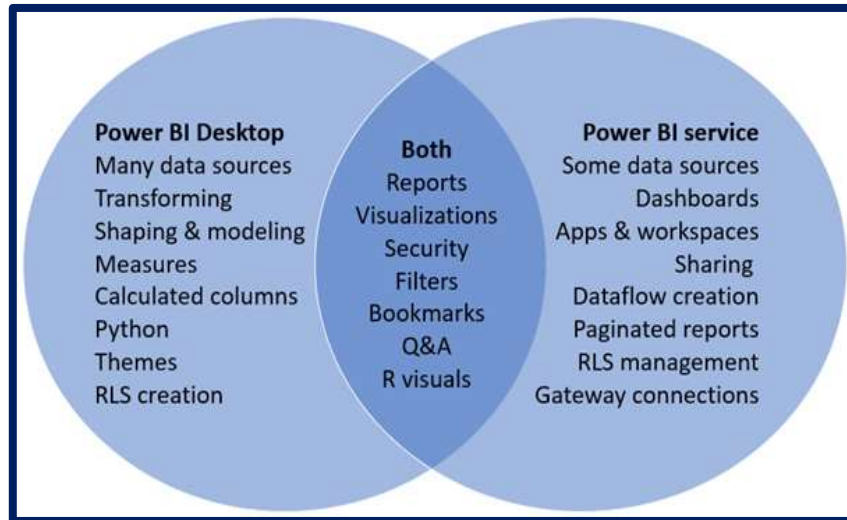 Power BI Desktop
Many data sources
Transforming
Shaping & modeling
Measures
Calculated columns
Python
Themes
RLS creation
Both
Reports
Visualizations
Security
Filters
Bookmarks
Q&A
R visuals
Power BI service
Some data sources
Dashboards
Apps & workspaces
Sharing
Dataflow creation
Paginated reports
RLS management
Gateway connections